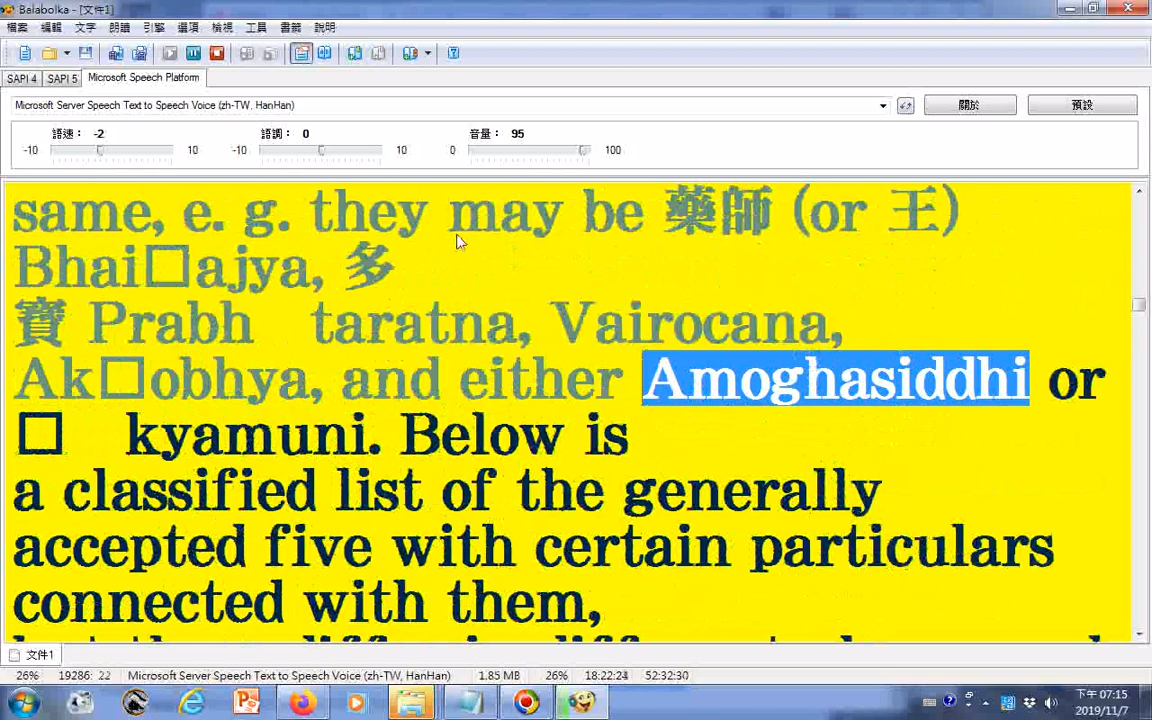 Balabolka - [文件1]
檔案 編輯 文字 朗讀 引擎 選項 檢視 工具 書籤 說明
SAPI 4 SAPI 5 Microsoft Speech Platform
Microsoft Server Speech Text to Speech Voice (zh-TW, HanHan) 關於 預設
語速： -2 語調： 0 音量： 95
-10 10 -10 10 0 100
same, e. g. they may be 藥師 (or 王)
Bhai□ajya, 多
寶 Prabh taratna, Vairocana,
Ak□obhya, and either Amoghasiddhi or
□ kyamuni. Below is
a classified list of the generally
accepted five with certain particulars
connected with them,
文件1
26% 19286: 22 Microsoft Server Speech Text to Speech Voice (zh-TW, HanHan) 1.85 MB 26% 18:22:24 52:32:30
下午 07:15
2019/11/7